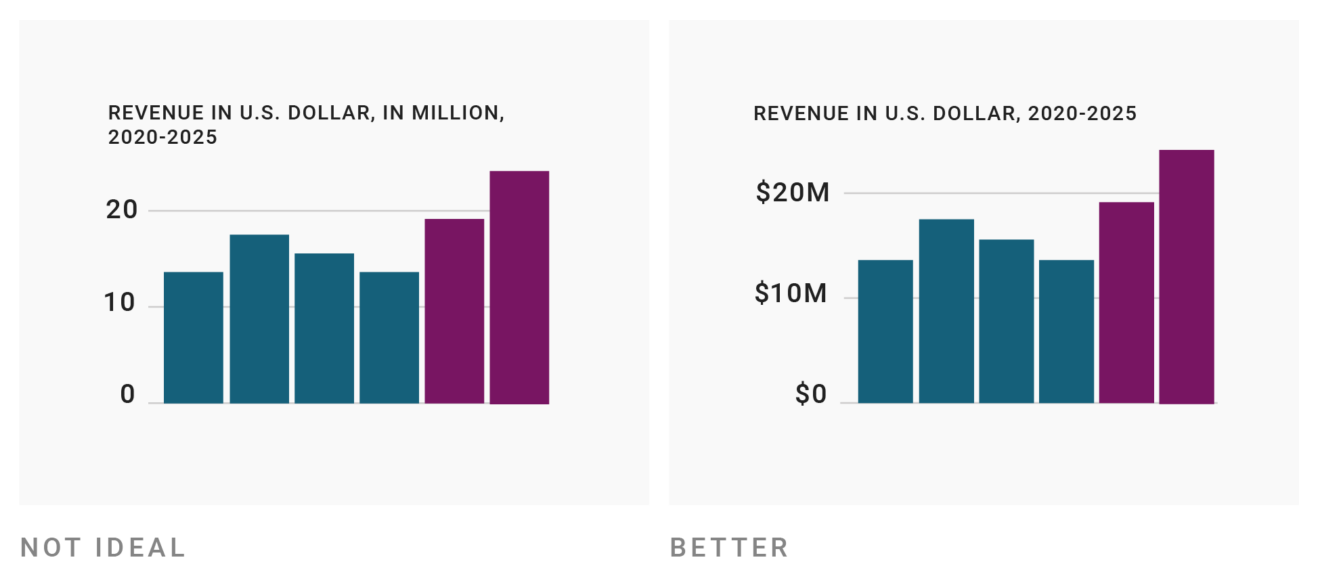 REVENUE IN U.S. DOLLAR, IN MILLION,
2020-2025
20
10
0
NOT IDEAL
REVENUE IN U.S. DOLLAR, 2020-2025
$20M
$10M
$0
BETTER